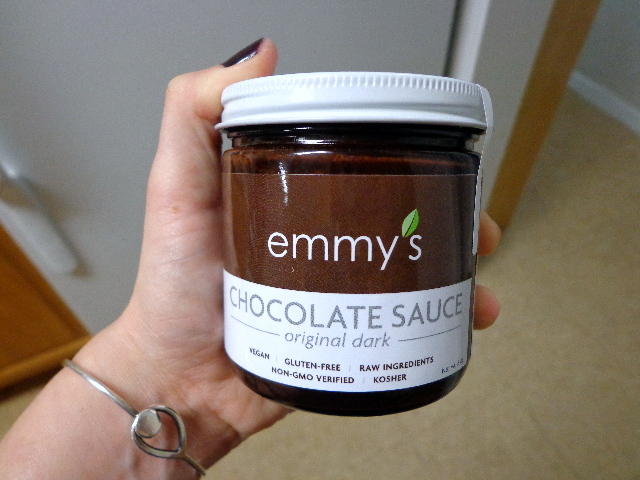 emmy's
CHOCOLATE SAUCE
original dark
VEGAN | GLUTEN-FREE | RAW INGREDIENTS
NON-GMO VERIFIED | KOSHER